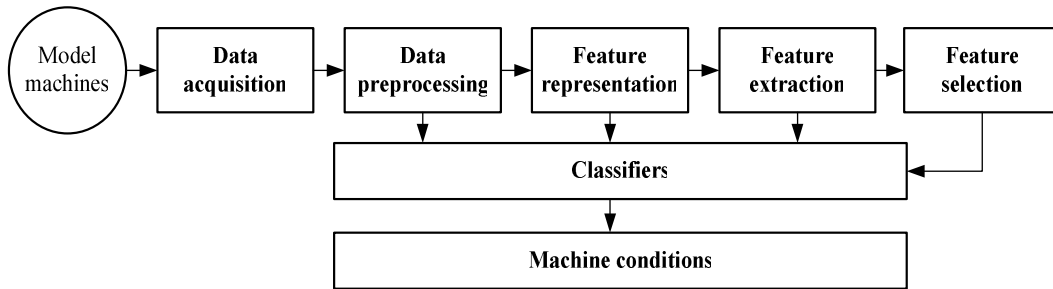 Model
machines
Data
acquisition
Data
preprocessing
Feature
representation
Feature
extraction
Feature
selection
Classifiers
Machine conditions